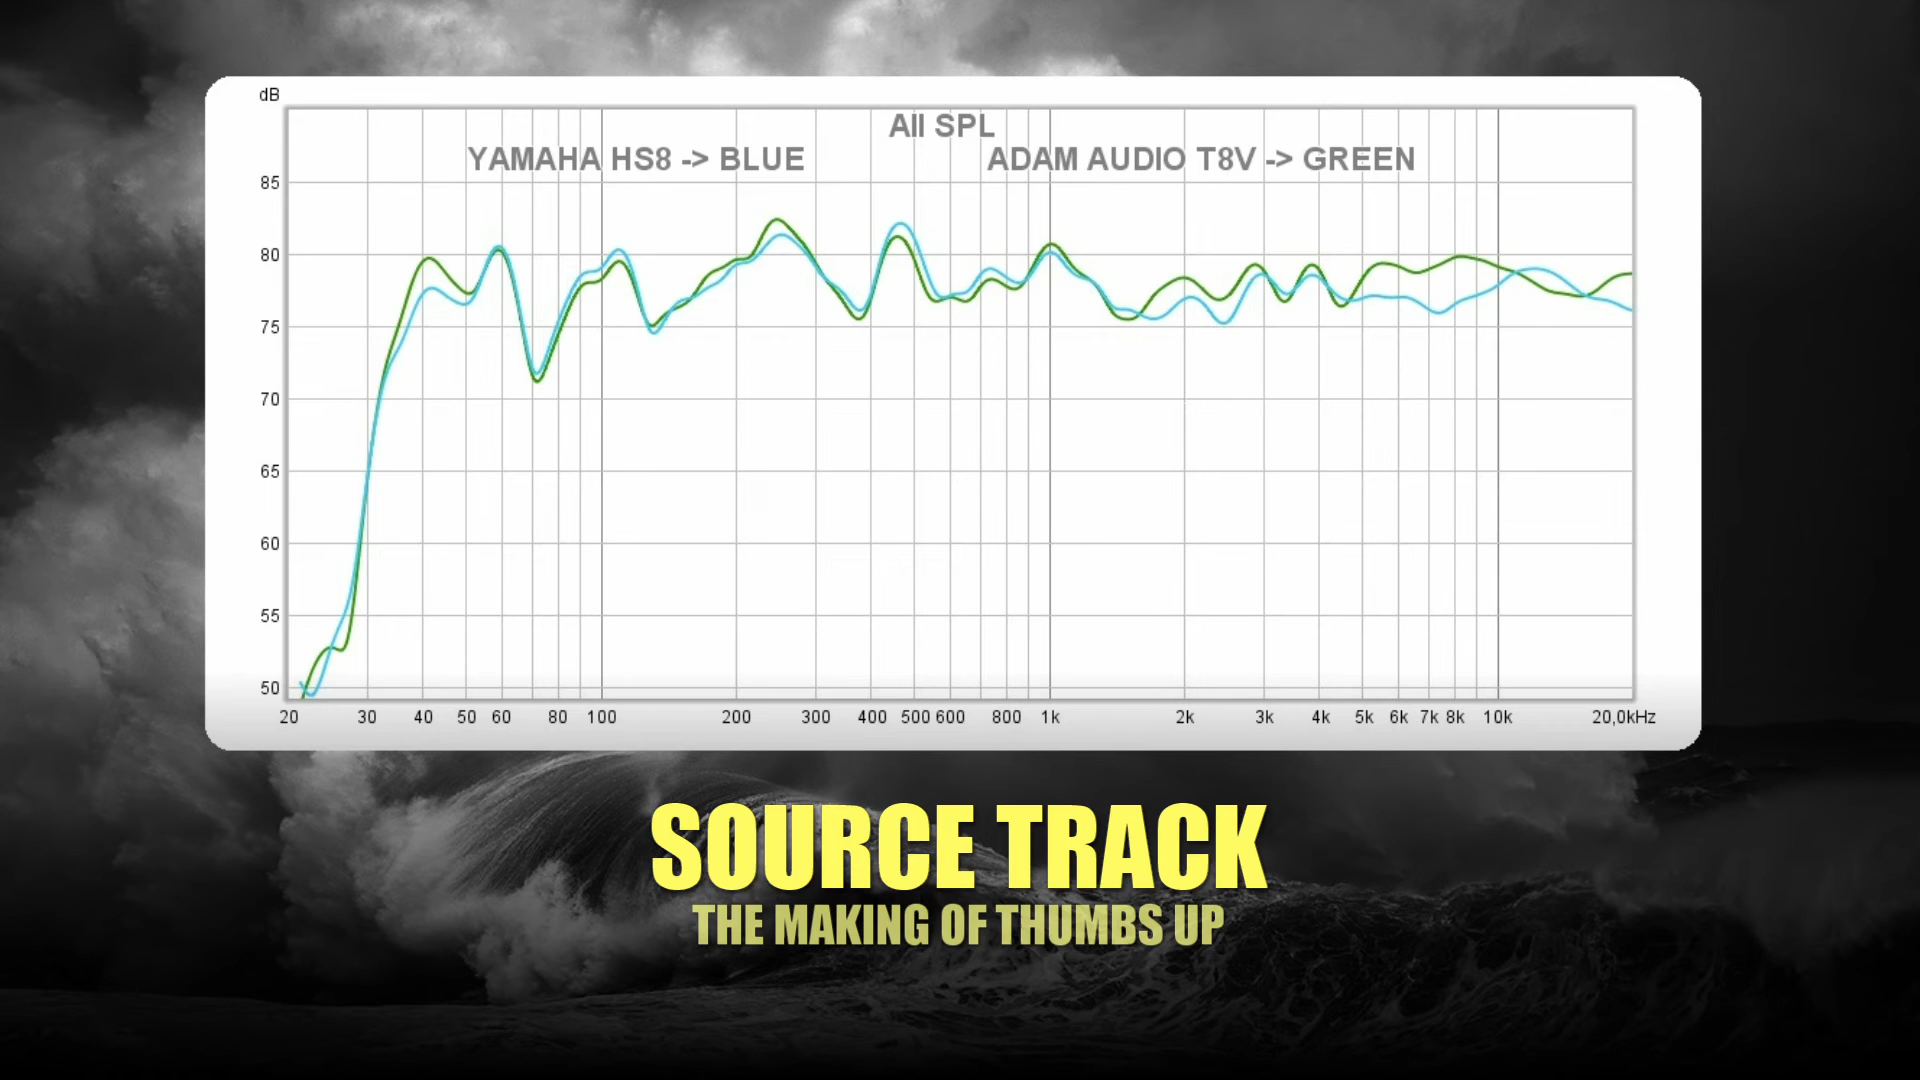 dB
All SPL
YAMAHA HS8 -> BLUE ADAM AUDIO T8V -> GREEN
85
80
75
70
65
60
55
50
20 30 40 50 60 80 100 200 300 400 500 600 800 1k 2k 3k 4k 5k 6k 7k 8k 10k 20,0kHz
SOURCE TRACK
THE MAKING OF THUMBS UP